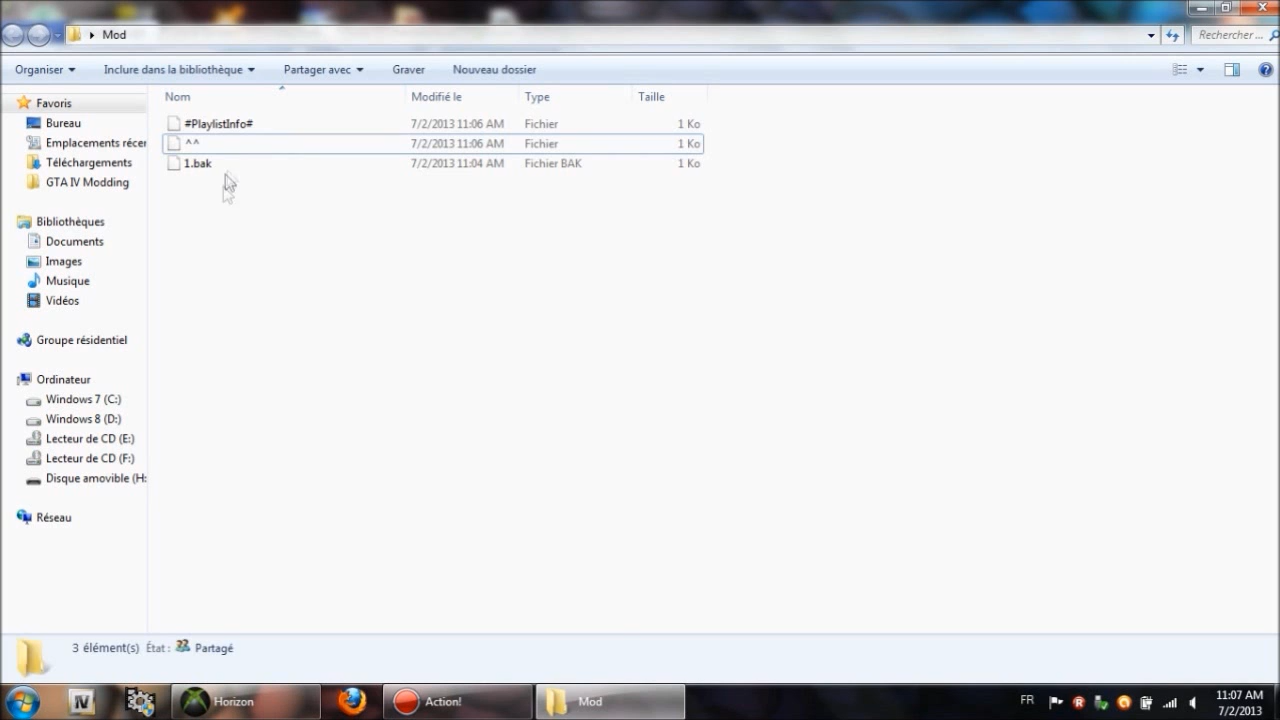 Mod
Rechercher ...
Organiser Inclure dans la bibliothèque Partager avec Graver Nouveau dossier
Nom Modifié le Type Taille
#PlaylistInfo# 7/2/2013 11:06 AM Fichier 1 Ko
^^ 7/2/2013 11:06 AM Fichier 1 Ko
1.bak 7/2/2013 11:04 AM Fichier BAK 1 Ko
Favoris
Bureau
Emplacements récer
Téléchargements
GTA IV Modding
Bibliothèques
Documents
Images
Musique
Vidéos
Groupe résidentiel
Ordinateur
Windows 7 (C:)
Windows 8 (D:)
Lecteur de CD (E:)
Lecteur de CD (F:)
Disque amovible (H:
Réseau
3 élément(s) État : Partagé
IV Horizon Action! Mod FR 11:07 AM
7/2/2013